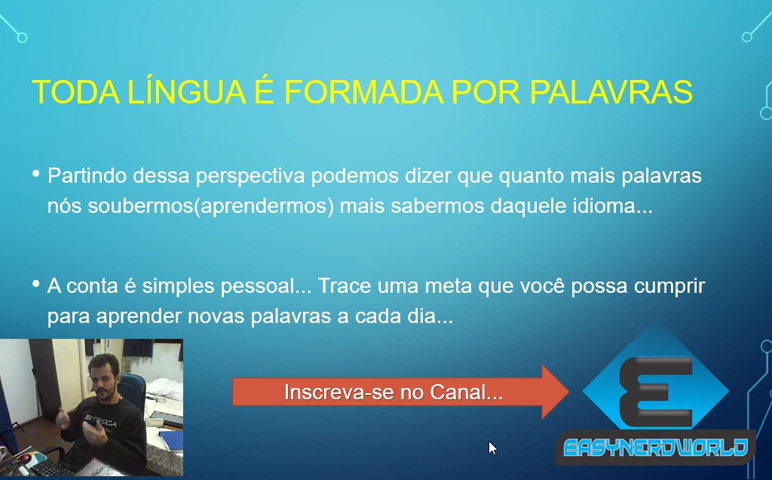 TODA LÍNGUA É FORMADA POR PALAVRAS
• Partindo dessa perspectiva podemos dizer que quanto mais palavras
nós soubermos(aprendermos) mais sabermos daquele idioma...
• A conta é simples pessoal... Trace uma meta que você possa cumprir
para aprender novas palavras a cada dia...
Inscreva-se no Canal...
E
EASYNERDWORLD